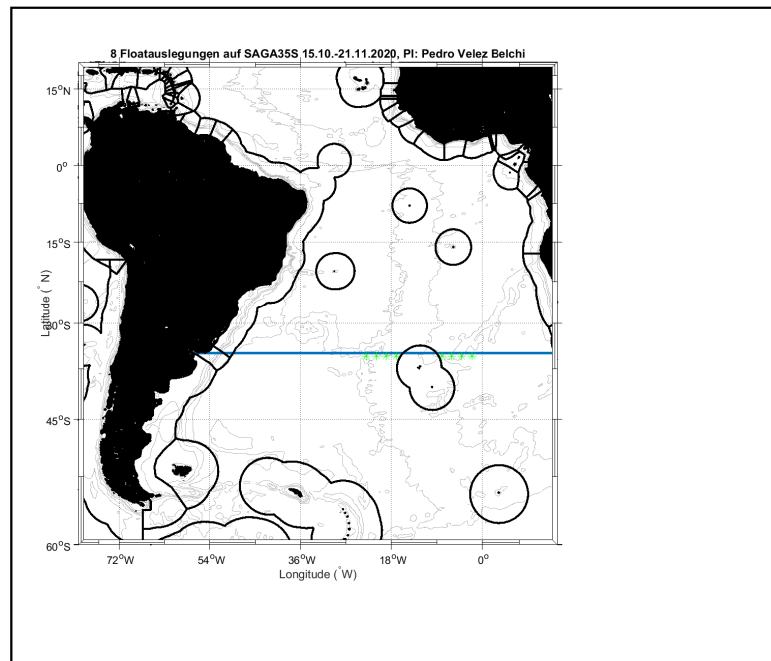 8 Floatauslegungen auf SAGA35S 15.10.-21.11.2020, PI: Pedro Velez Belchi
15°N
0°
15°S
30°S
45°S
60°S
Latitude (° N)
72°W
54°W
36°W
18°W
0°
Longitude (°W)